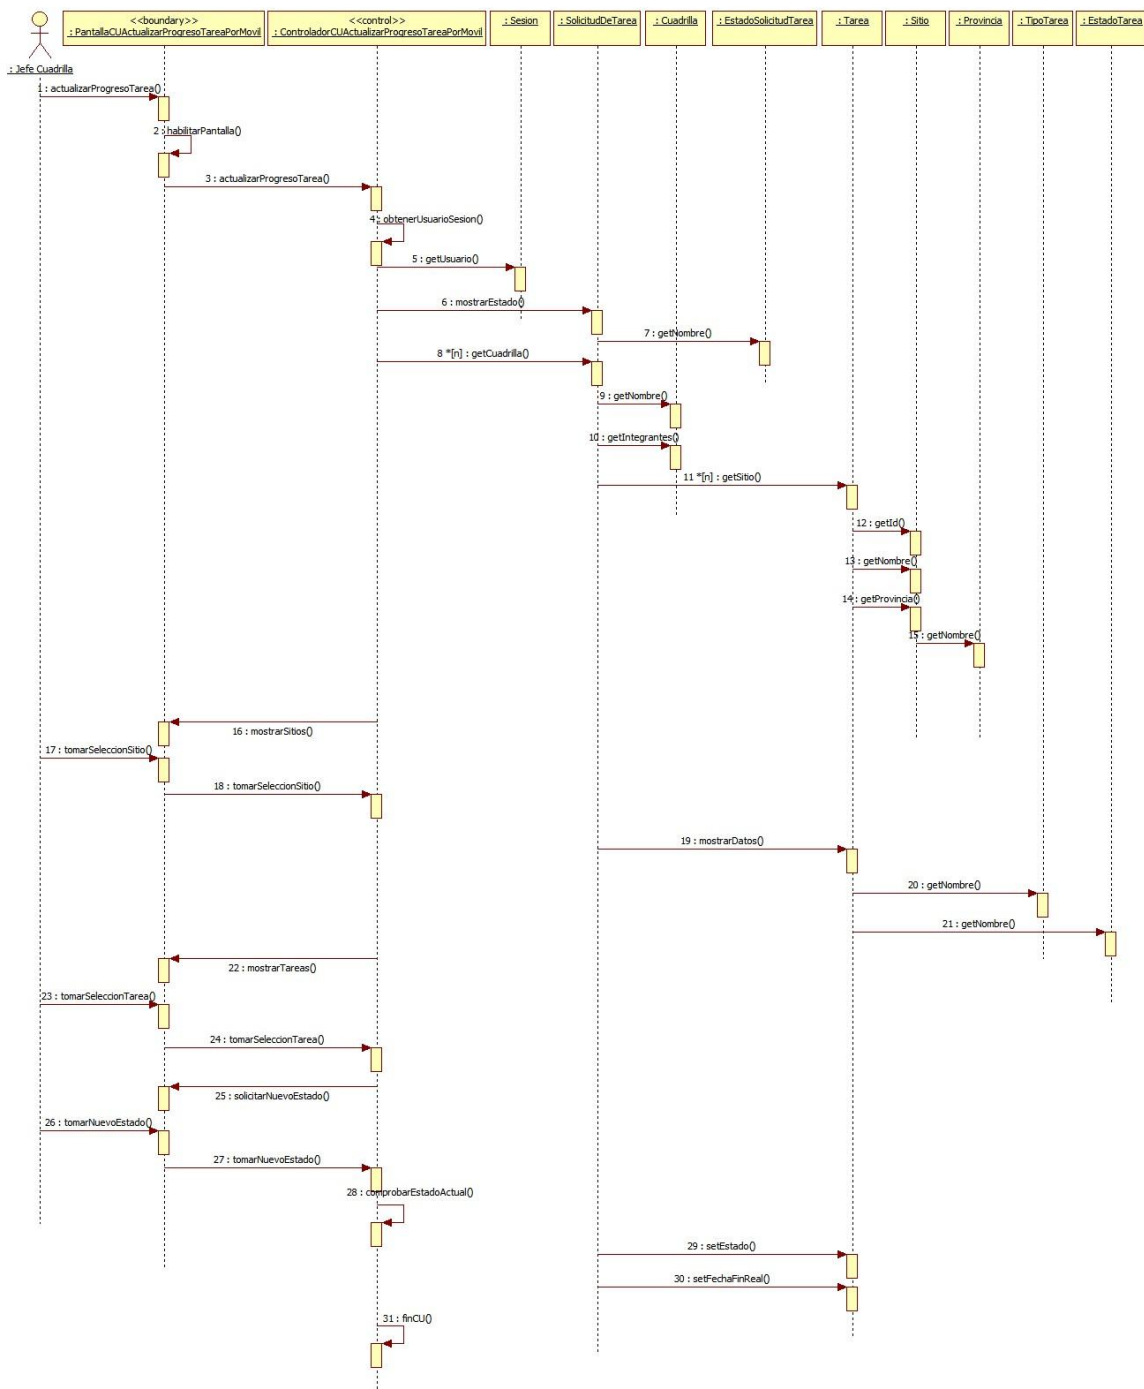 <<boundary>>
: PantallaCUActualizarProgresoTareaPorMovil
<<control>>
: ControladorCUActualizarProgresoTareaPorMovil
: Sesion
: SolicitudDeTarea
: Cuadrilla
: EstadoSolicitudTarea
: Tarea
: Sitio
: Provincia
: TipoTarea
: EstadoTarea
: Jefe Cuadrilla
1 : actualizarProgresoTarea()
2 : habilitarPantalla()
3 : actualizarProgresoTarea()
4 : obtenerUsuarioSesion()
5 : getUsuario()
6 : mostrarEstado()
7 : getNombre()
8 *[n] : getCuadrilla()
9 : getNombre()
10 : getIntegrantes()
11 *[n] : getSitio()
12 : getId()
13 : getNombre()
14 : getProvincia()
15 : getNombre()
16 : mostrarSitios()
17 : tomarSeleccionSitio()
18 : tomarSeleccionSitio()
19 : mostrarDatos()
20 : getNombre()
21 : getNombre()
22 : mostrarTareas()
23 : tomarSeleccionTarea()
24 : tomarSeleccionTarea()
25 : solicitarNuevoEstado()
26 : tomarNuevoEstado()
27 : tomarNuevoEstado()
28 : comprobarEstadoActual()
29 : setEstado()
30 : setFechaFinReal()
31 : finCU()